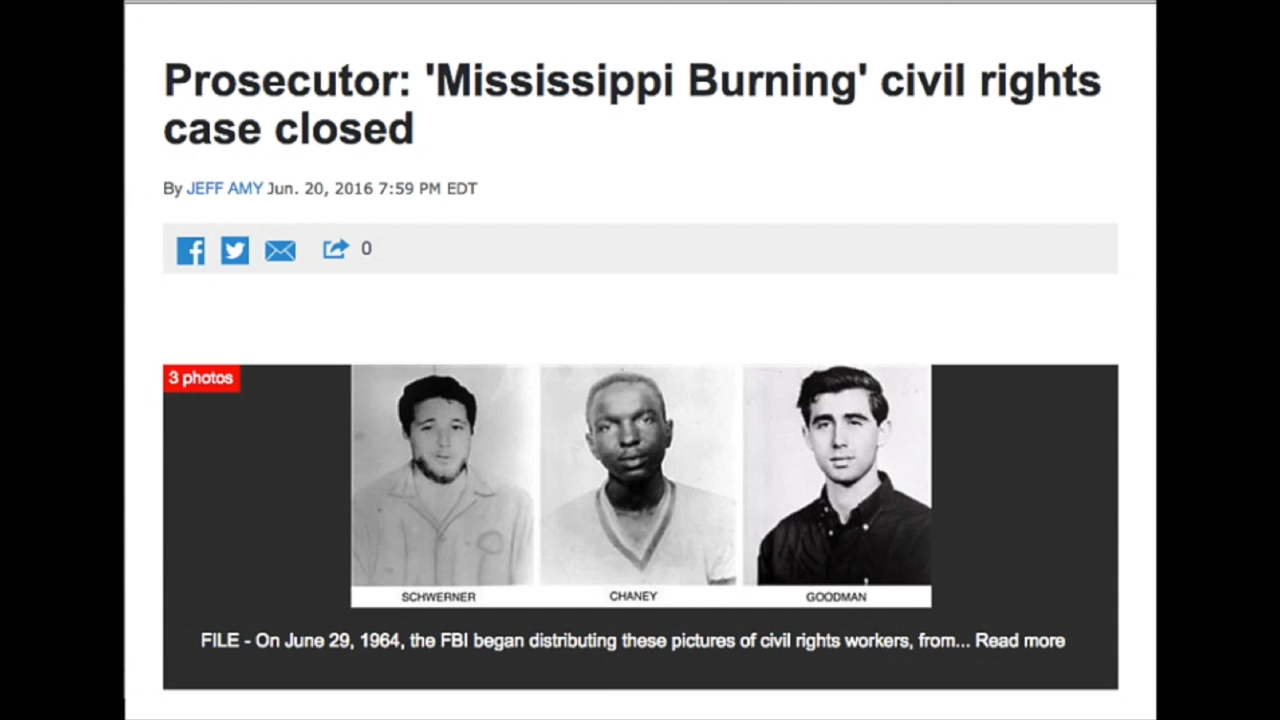 Prosecutor: 'Mississippi Burning' civil rights
case closed
By JEFF AMY Jun. 20, 2016 7:59 PM EDT
0
3 photos
SCHWERNER CHANEY GOODMAN
FILE - On June 29, 1964, the FBI began distributing these pictures of civil rights workers, from... Read more